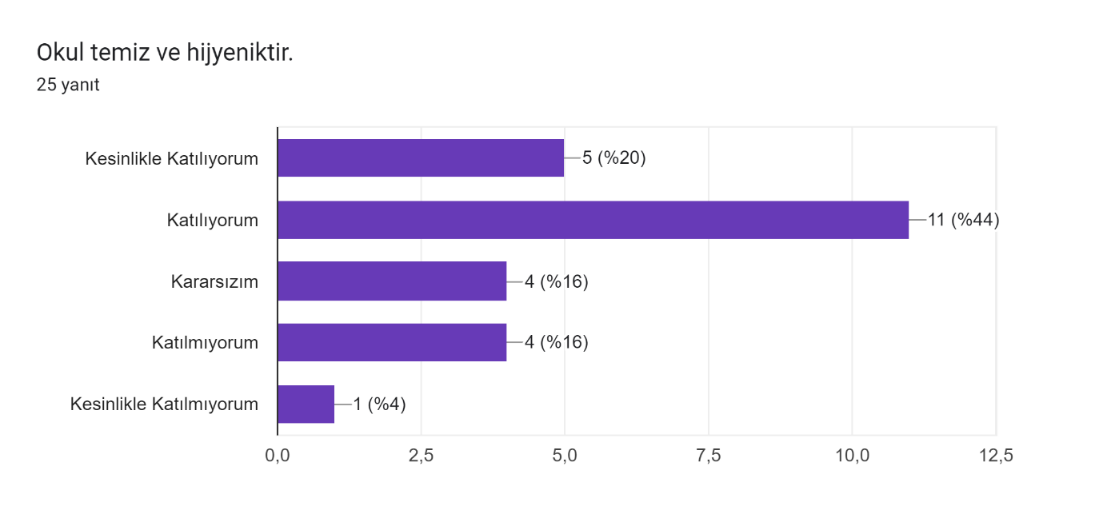 Okul temiz ve hijyeniktir.
25 yanıt
Kesinlikle Katılıyorum 5 (%20)
Katılıyorum 11 (%44)
Kararsızım 4 (%16)
Katılmıyorum 4 (%16)
Kesinlikle Katılmıyorum 1 (%4)
0,0 2,5 5,0 7,5 10,0 12,5